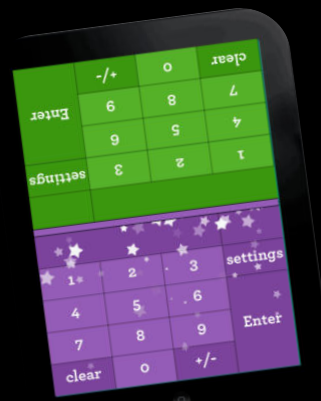 Enter +/- 0 clear
9 8 7
6 5 4
settings 3 2 1
1 2 3 settings
4 5 6
7 8 9 Enter
clear 0 +/-